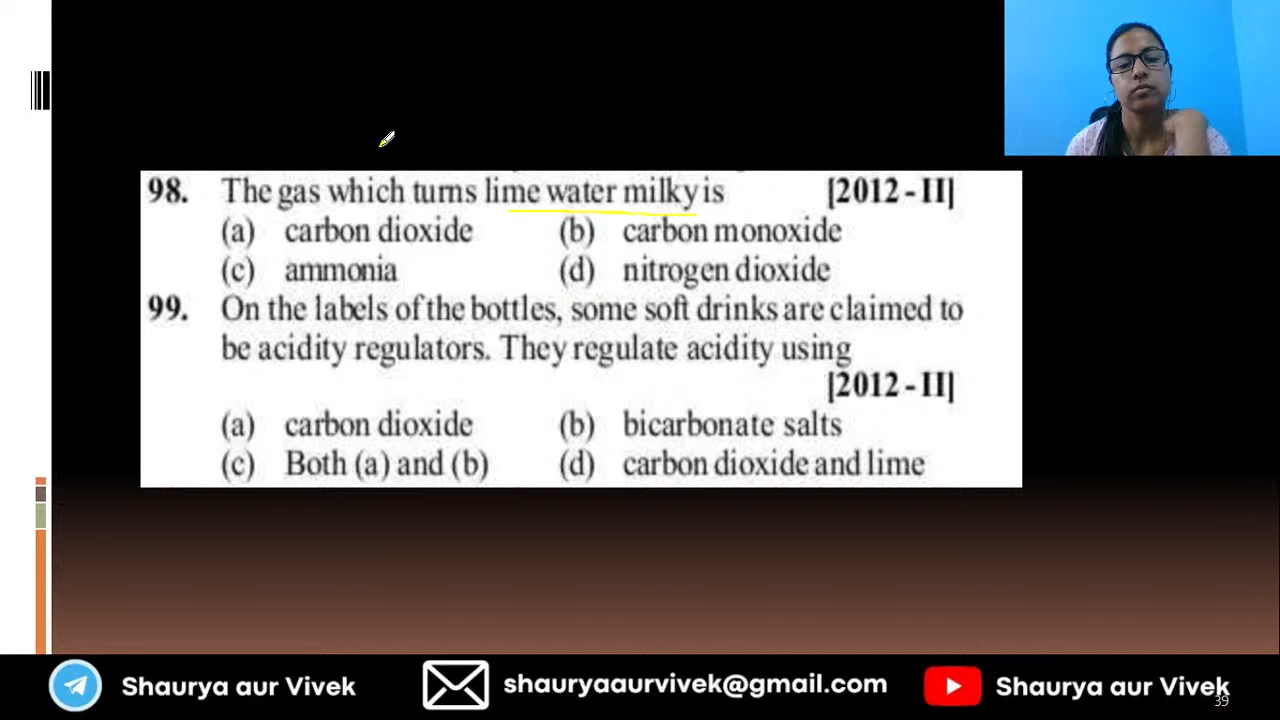 98. The gas which turns lime water milky is [2012-II]
(a) carbon dioxide (b) carbon monoxide
(c) ammonia (d) nitrogen dioxide
99. On the labels of the bottles, some soft drinks are claimed to
be acidity regulators. They regulate acidity using
[2012-II]
(a) carbon dioxide (b) bicarbonate salts
(c) Both (a) and (b) (d) carbon dioxide and lime
Shaurya aur Vivek shauryaaurvivek@gmail.com Shaurya aur Vivek
39